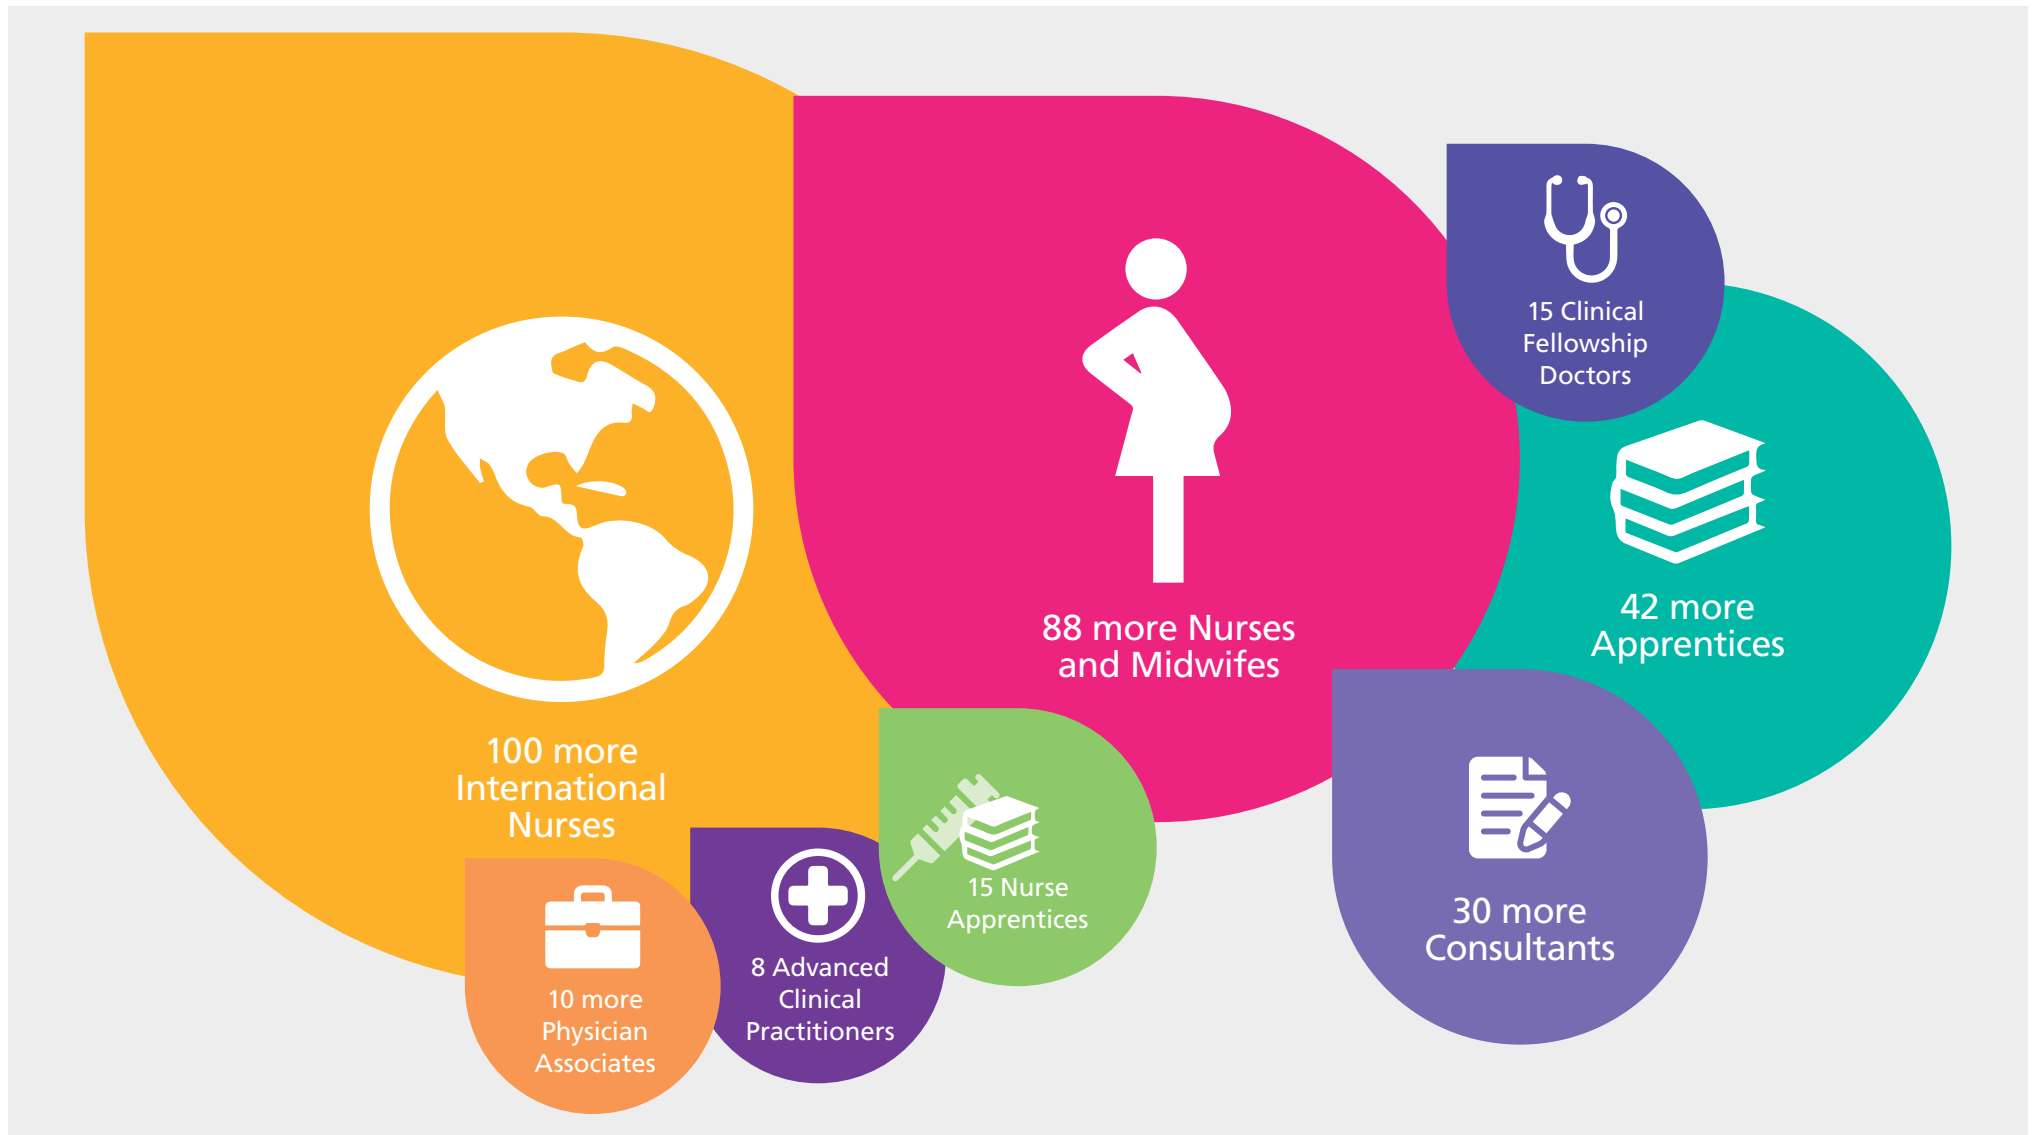 100 more
International
Nurses
88 more Nurses
and Midwifes
15 Clinical
Fellowship
Doctors
42 more
Apprentices
30 more
Consultants
15 Nurse
Apprentices
8 Advanced
Clinical
Practitioners
10 more
Physician
Associates